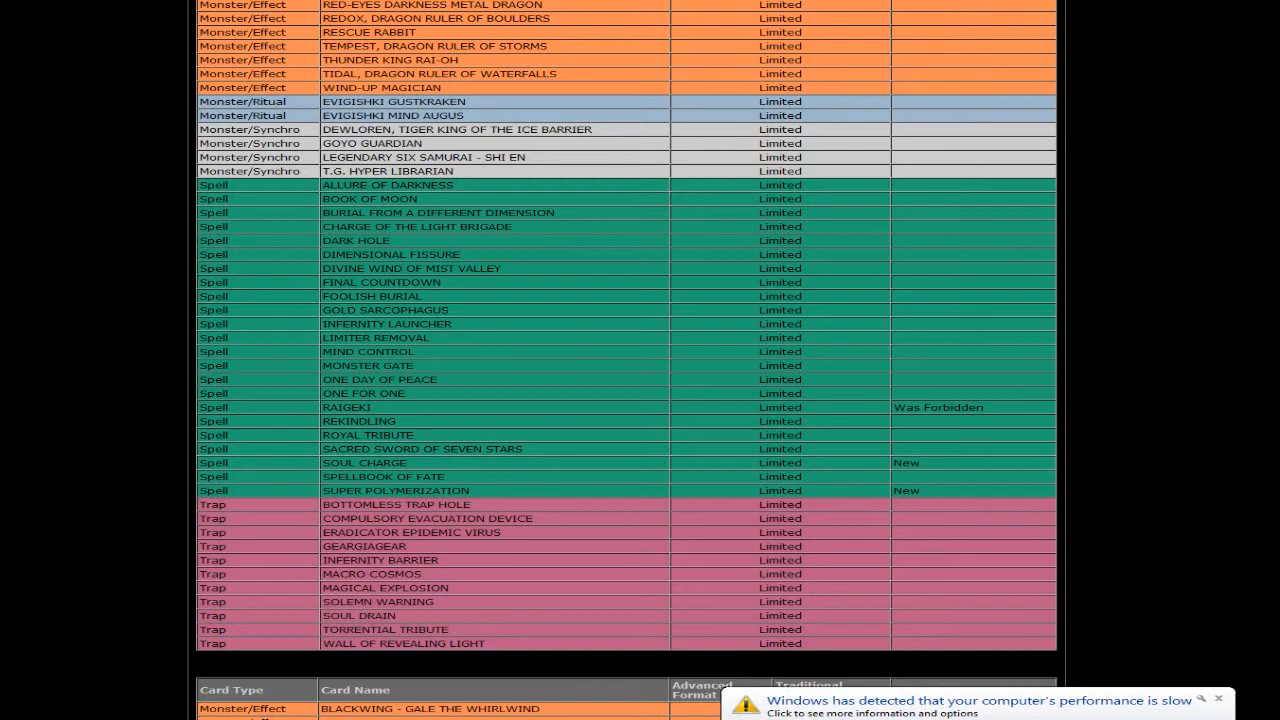 Monster/Effect RED-EYES DARKNESS METAL DRAGON Limited
Monster/Effect REDOX, DRAGON RULER OF BOULDERS Limited
Monster/Effect RESCUE RABBIT Limited
Monster/Effect TEMPEST, DRAGON RULER OF STORMS Limited
Monster/Effect THUNDER KING RAI-OH Limited
Monster/Effect TIDAL, DRAGON RULER OF WATERFALLS Limited
Monster/Effect WIND-UP MAGICIAN Limited
Monster/Ritual EVIGISHKI GUSTKRAKEN Limited
Monster/Ritual EVIGISHKI MIND AUGUS Limited
Monster/Synchro DEWLOREN, TIGER KING OF THE ICE BARRIER Limited
Monster/Synchro GOYO GUARDIAN Limited
Monster/Synchro LEGENDARY SIX SAMURAI - SHI EN Limited
Monster/Synchro T.G. HYPER LIBRARIAN Limited
Spell ALLURE OF DARKNESS Limited
Spell BOOK OF MOON Limited
Spell BURIAL FROM A DIFFERENT DIMENSION Limited
Spell CHARGE OF THE LIGHT BRIGADE Limited
Spell DARK HOLE Limited
Spell DIMENSIONAL FISSURE Limited
Spell DIVINE WIND OF MIST VALLEY Limited
Spell FINAL COUNTDOWN Limited
Spell FOOLISH BURIAL Limited
Spell GOLD SARCOPHAGUS Limited
Spell INFERNITY LAUNCHER Limited
Spell LIMITER REMOVAL Limited
Spell MIND CONTROL Limited
Spell MONSTER GATE Limited
Spell ONE DAY OF PEACE Limited
Spell ONE FOR ONE Limited
Spell RAIGEKI Limited Was Forbidden
Spell REKINDLING Limited
Spell ROYAL TRIBUTE Limited
Spell SACRED SWORD OF SEVEN STARS Limited
Spell SOUL CHARGE Limited New
Spell SPELLBOOK OF FATE Limited
Spell SUPER POLYMERIZATION Limited New
Trap BOTTOMLESS TRAP HOLE Limited
Trap COMPULSORY EVACUATION DEVICE Limited
Trap ERADICATOR EPIDEMIC VIRUS Limited
Trap GEARGIAGEAR Limited
Trap INFERNITY BARRIER Limited
Trap MACRO COSMOS Limited
Trap MAGICAL EXPLOSION Limited
Trap SOLEMN WARNING Limited
Trap SOUL DRAIN Limited
Trap TORRENTIAL TRIBUTE Limited
Trap WALL OF REVEALING LIGHT Limited
Card Type Card Name Advanced Format Traditional
Monster/Effect BLACKWING - GALE THE WHIRLWIND
Windows has detected that your computer's performance is slow
Click to see more information and options